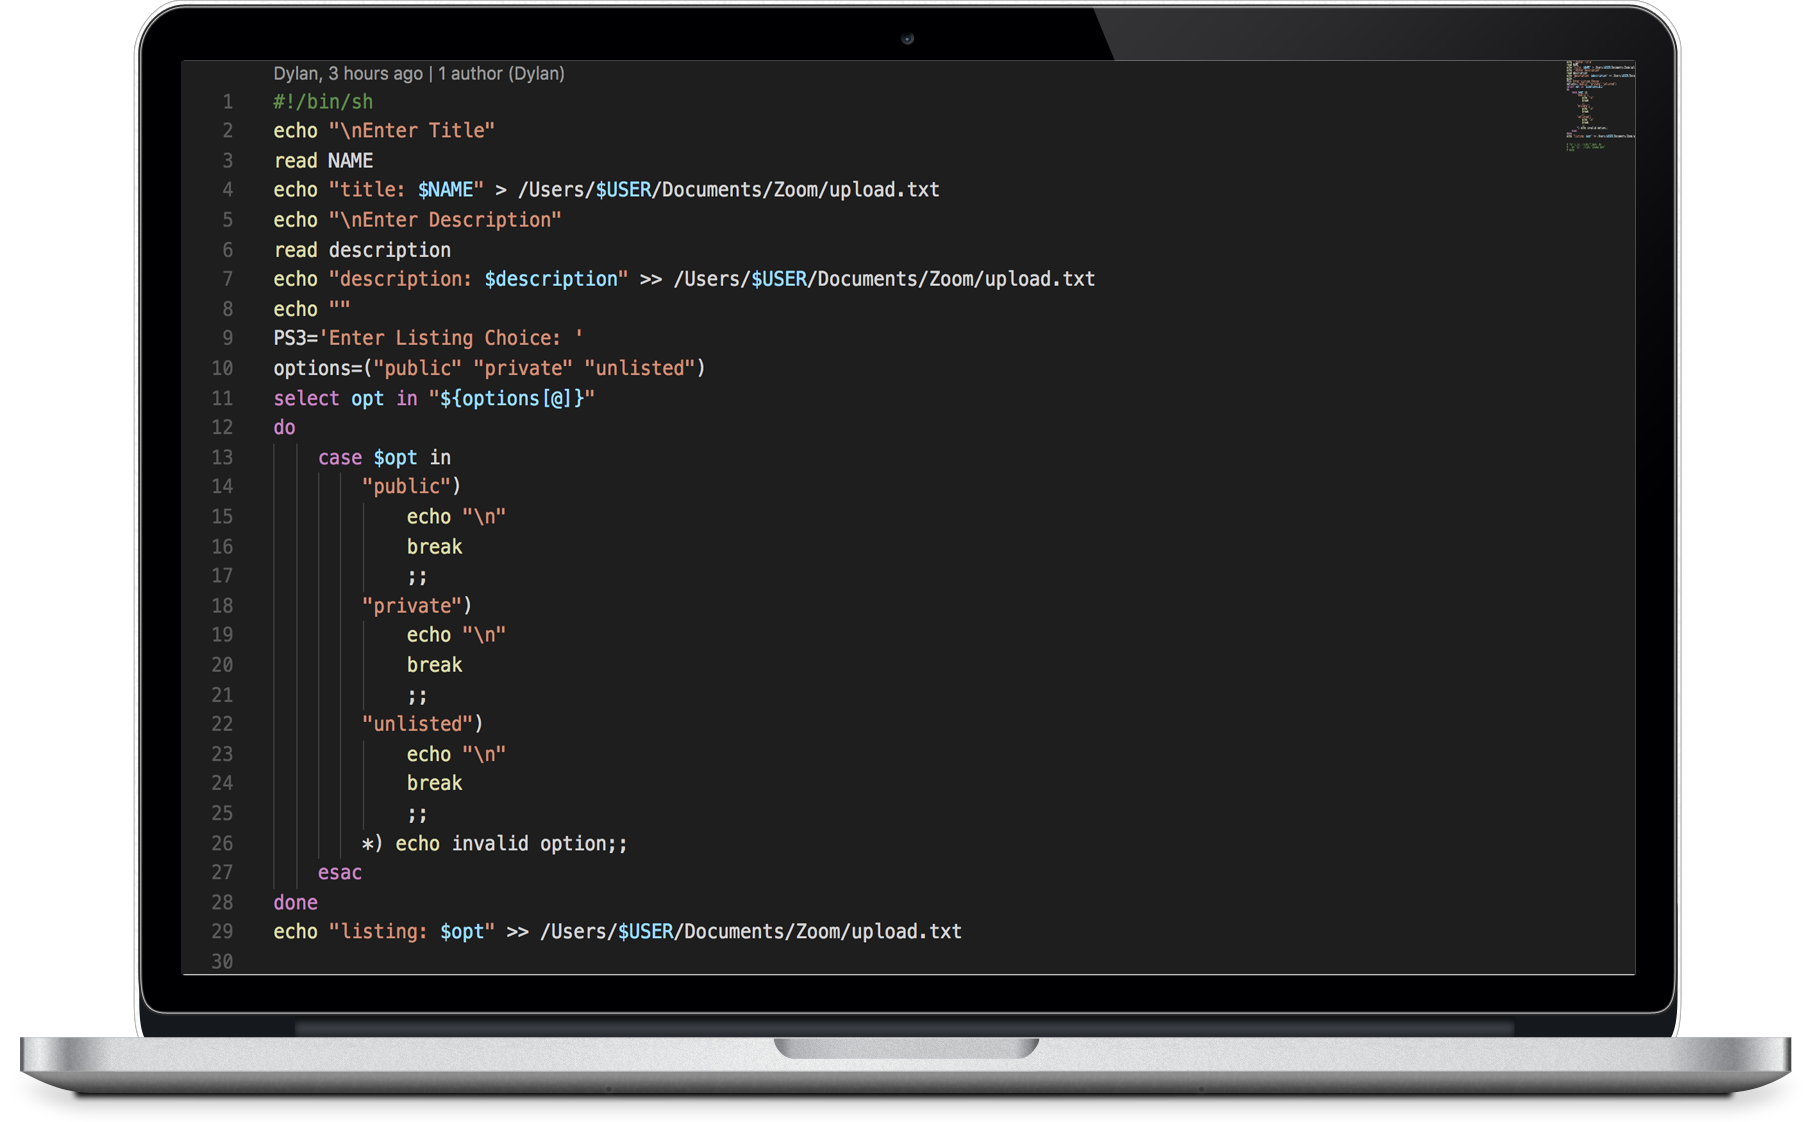 Dylan, 3 hours ago | 1 author (Dylan)
1 #!/bin/sh
2 echo "\nEnter Title"
3 read NAME
4 echo "title: $NAME" > /Users/$USER/Documents/Zoom/upload.txt
5 echo "\nEnter Description"
6 read description
7 echo "description: $description" >> /Users/$USER/Documents/Zoom/upload.txt
8 echo ""
9 PS3='Enter Listing Choice: '
10 options=("public" "private" "unlisted")
11 select opt in "${options[@]}"
12 do
13     case $opt in
14         "public")
15             echo "\n"
16             break
17             ;;
18         "private")
19             echo "\n"
20             break
21             ;;
22         "unlisted")
23             echo "\n"
24             break
25             ;;
26         *) echo invalid option;;
27     esac
28 done
29 echo "listing: $opt" >> /Users/$USER/Documents/Zoom/upload.txt
30